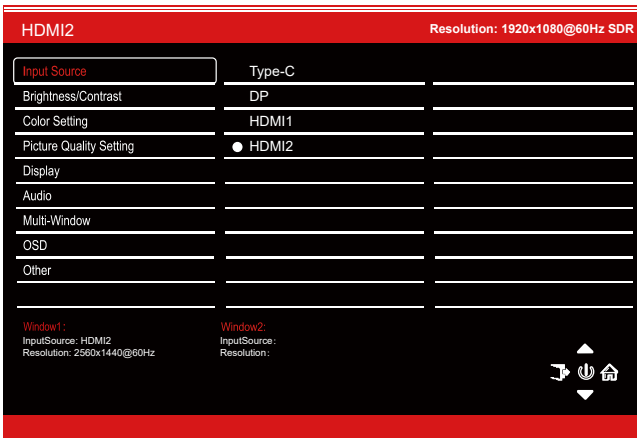 HDMI2
Resolution: 1920x1080@60Hz SDR
Input Source
Type-C
Brightness/Contrast
DP
Color Setting
HDMI1
Picture Quality Setting
HDMI2
Display
Audio
Multi-Window
OSD
Other
Window1:
InputSource: HDMI2
Resolution: 2560x1440@60Hz
Window2:
InputSource:
Resolution: